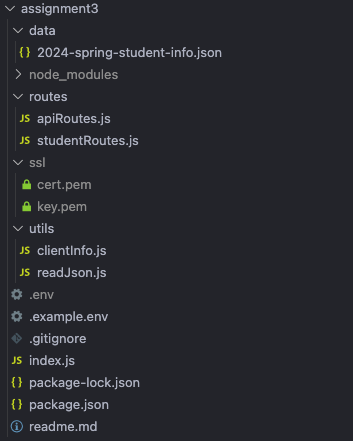 assignment3
data
{} 2024-spring-student-info.json
node_modules
routes
JS apiRoutes.js
JS studentRoutes.js
ssl
cert.pem
key.pem
utils
JS clientInfo.js
JS readJson.js
.env
.example.env
.gitignore
JS index.js
{} package-lock.json
{} package.json
readme.md